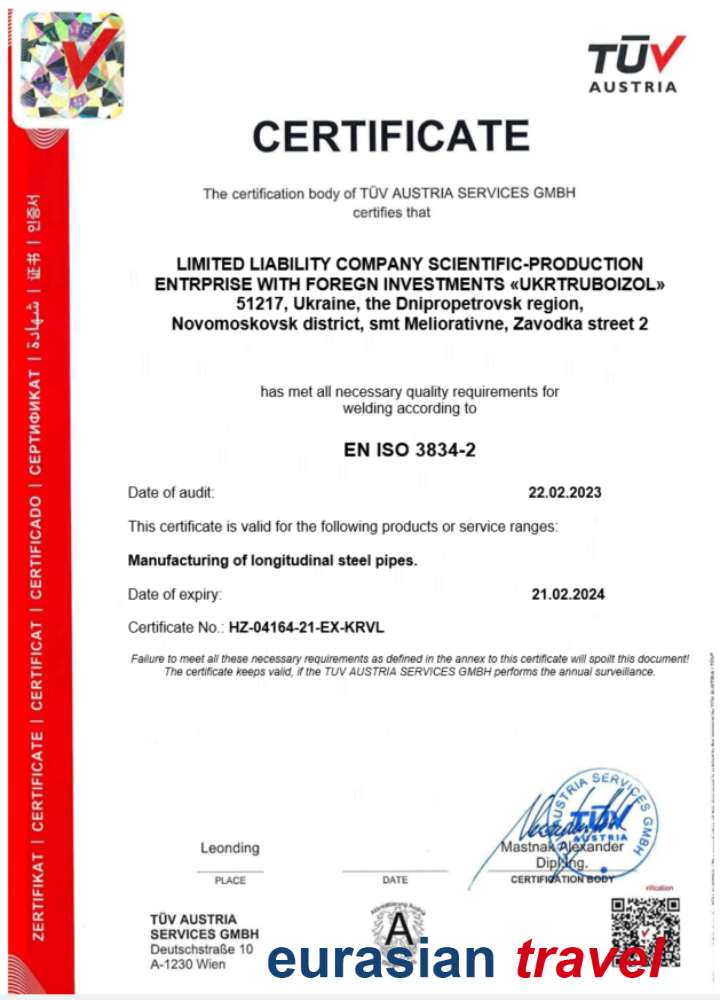 TÜV
AUSTRIA
CERTIFICATE
The certification body of TÜV AUSTRIA SERVICES GMBH
certifies that
LIMITED LIABILITY COMPANY SCIENTIFIC-PRODUCTION
ENTRPRISE WITH FOREGN INVESTMENTS «UKRTRUBOIZOL»
51217, Ukraine, the Dnipropetrovsk region,
Novomoskovsk district, smt Meliorativne, Zavodka street 2
has met all necessary quality requirements for
welding according to
EN ISO 3834-2
Date of audit: 22.02.2023
This certificate is valid for the following products or service ranges:
Manufacturing of longitudinal steel pipes.
Date of expiry: 21.02.2024
Certificate No.: HZ-04164-21-EX-KRVL
Failure to meet all these necessary requirements as defined in the annex to this certificate will spoilt this document!
The certificate keeps valid, if the TUV AUSTRIA SERVICES GMBH performs the annual surveillance.
ZERTIFIKAT | CERTIFICATE | CERTIFICAT | CERTIFICADO | СЕРТИФИКАТ | شهادة | 证书 | 인증서
AUSTRIA SERVICES GMBH
TÜV
AUSTRIA
Leonding
Mastnak Alexander
Dipl.Ing.
PLACE DATE CERTIFICATION BODY
TÜV AUSTRIA
SERVICES GMBH
Deutschstraße 10
A-1230 Wien
A
eurasian travel